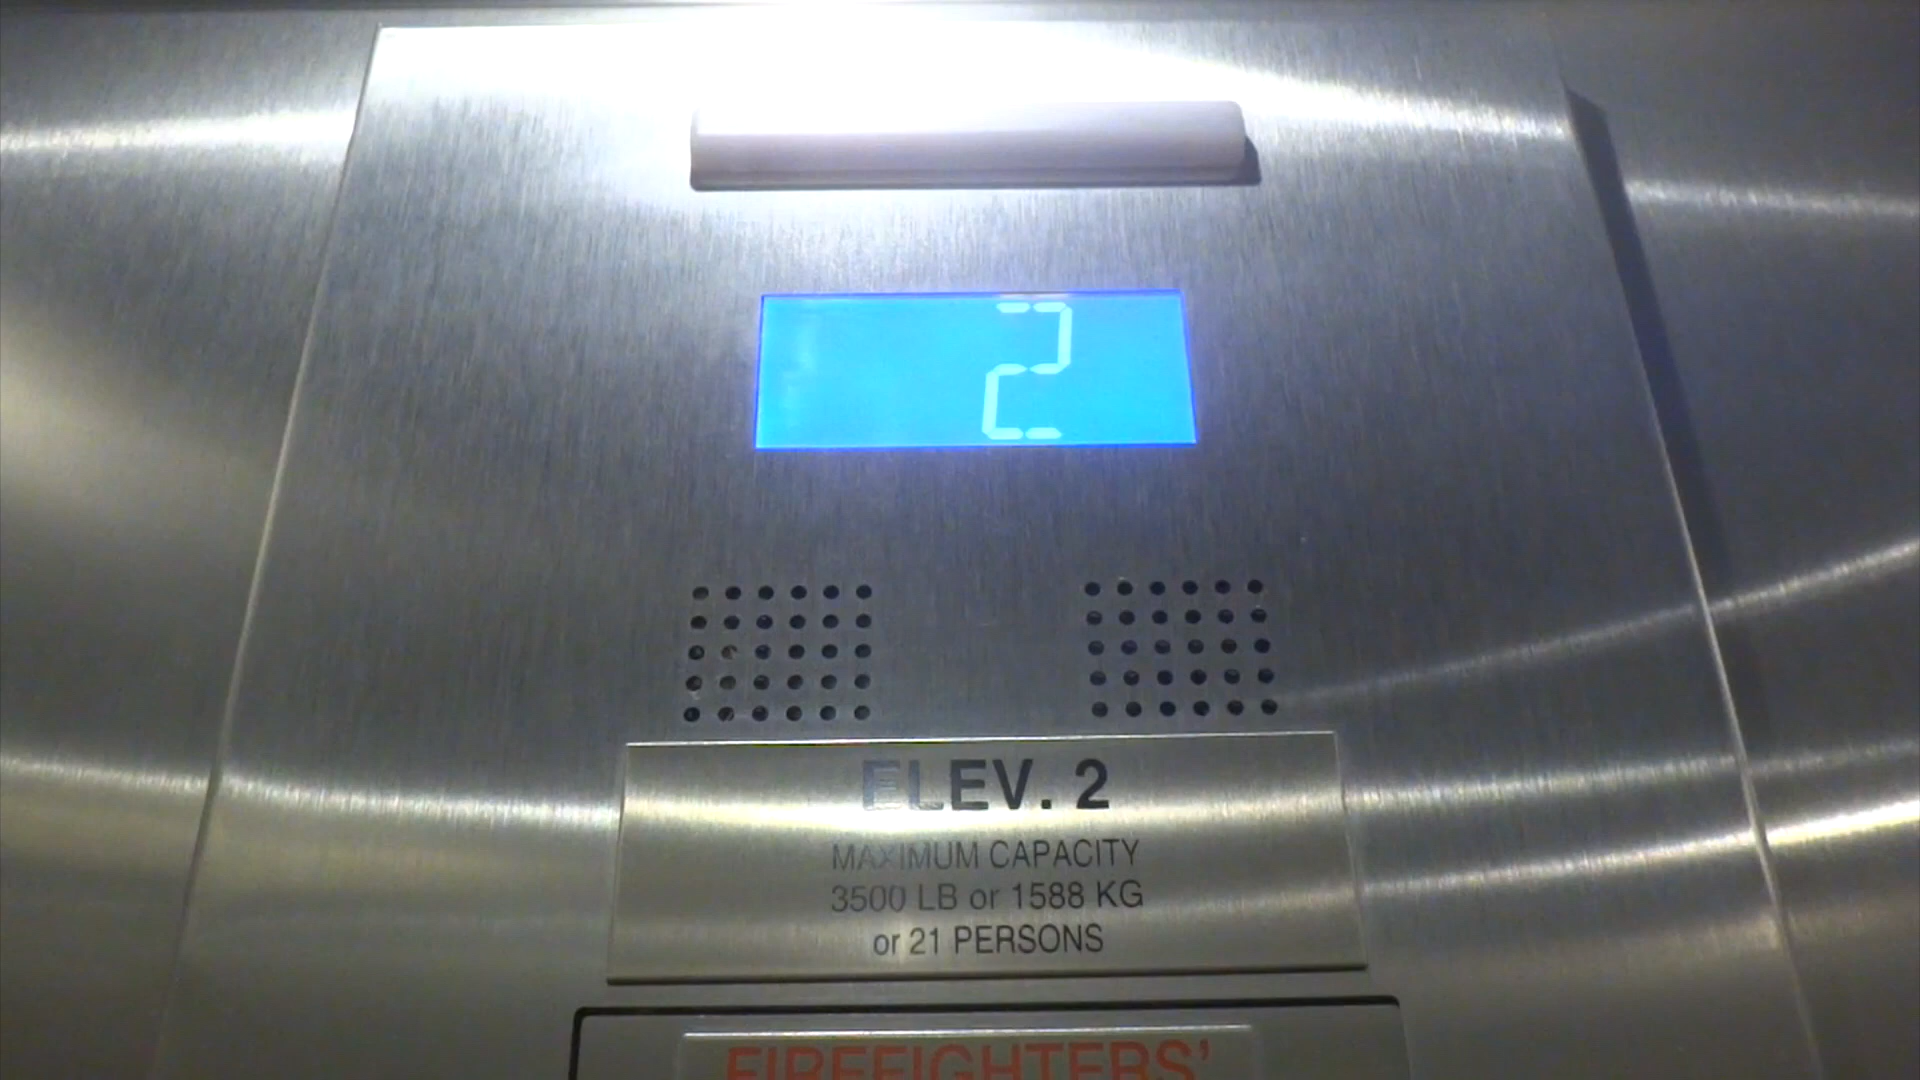 2
ELEV. 2
MAXIMUM CAPACITY
3500 LB or 1588 KG
or 21 PERSONS
FIREFIGHTERS'